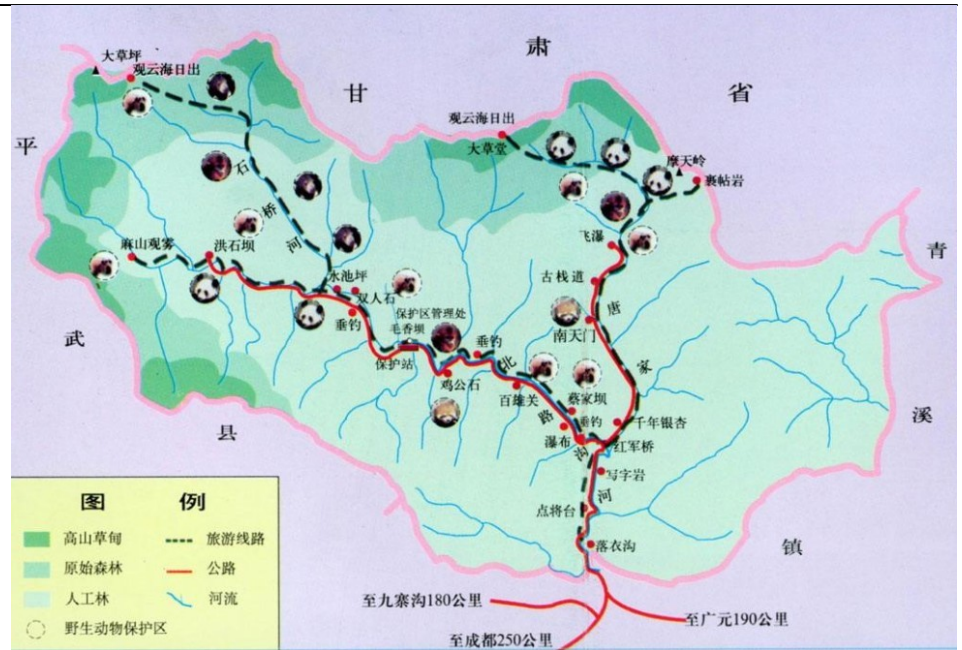 肃
甘
省
平
武
县
青
溪
镇
大草坪
观云海日出
观云海日出
大草堂
摩天岭
裹帖岩
石
桥
河
飞瀑
古栈道
唐
家
河
南天门
麻山观雾
洪石坝
水池坪
双人石
垂钓
保护区管理处
毛香坝
保护站
垂钓
鸡公石
北
路
沟
百雄关
蔡家坝
垂钓
瀑布
千年银杏
红军桥
写字岩
点将台
落衣沟
至九寨沟180公里
至广元190公里
至成都250公里
图 例
高山草甸
旅游线路
原始森林
公路
人工林
河流
野生动物保护区